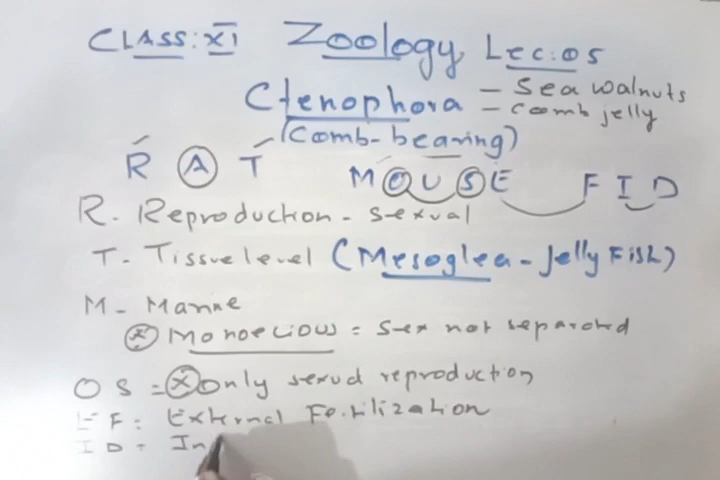 CLASS: XI Zoology Lec: 05
Ctenophora - Sea walnuts
- comb jelly
(Comb-bearing)
R A T MOUSE FID
R. Reproduction - sexual
T - Tissue level (Mesoglea - Jelly Fish)
M - Marine
* Monoecious = Sex not separated
OS = * only sexual reproduction
EF = External Fertilization
ID = In